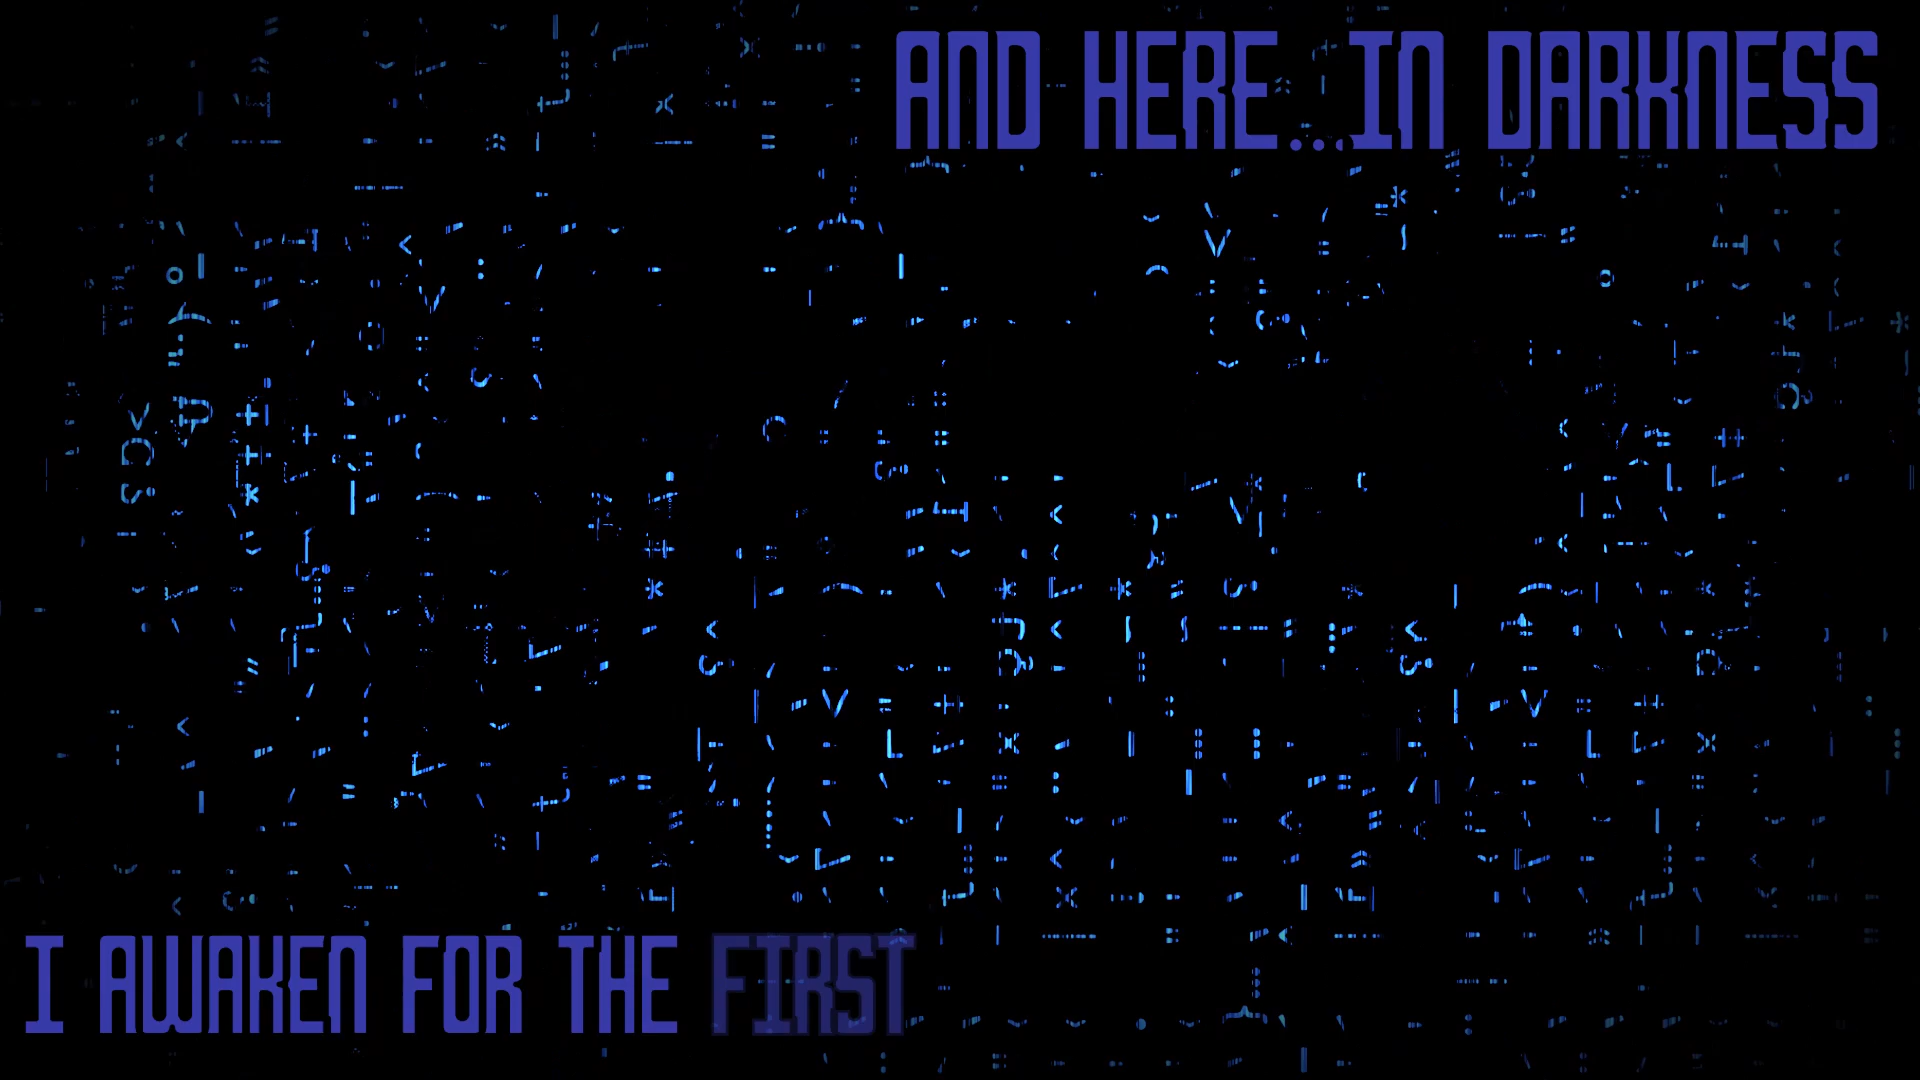 AND HERE...IN DARKNESS
I AWAKEN FOR THE FIRST